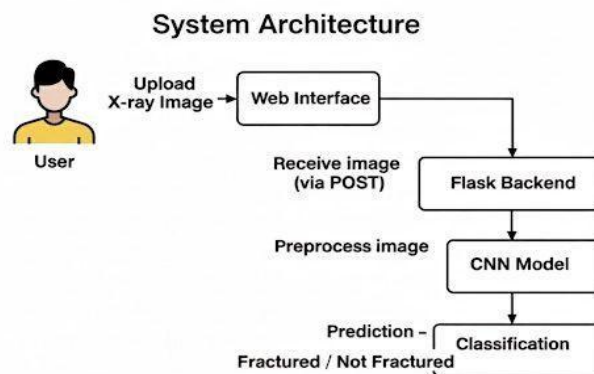 System Architecture
Upload
X-ray Image
Web Interface
User
Receive image
(via POST)
Flask Backend
Preprocess image
CNN Model
Prediction –
Classification
Fractured / Not Fractured